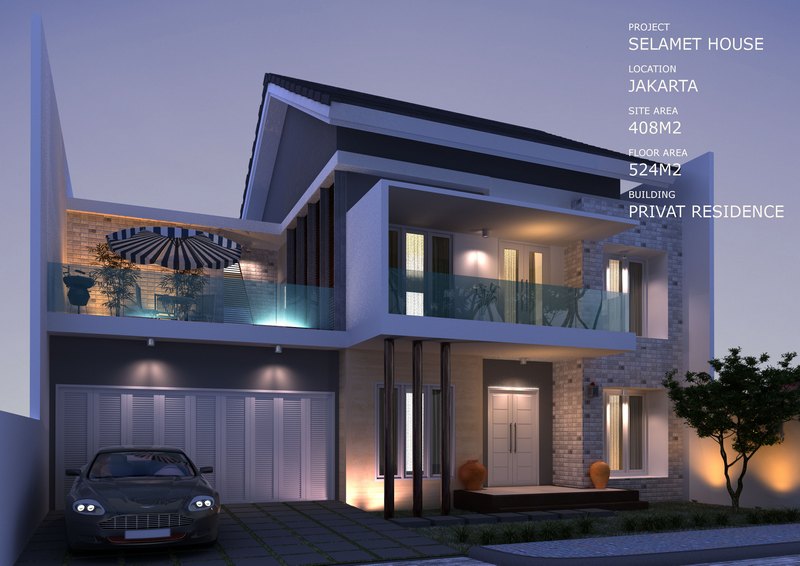 PROJECT
SELAMET HOUSE
LOCATION
JAKARTA
SITE AREA
408M2
FLOOR AREA
524M2
BUILDING
PRIVAT RESIDENCE